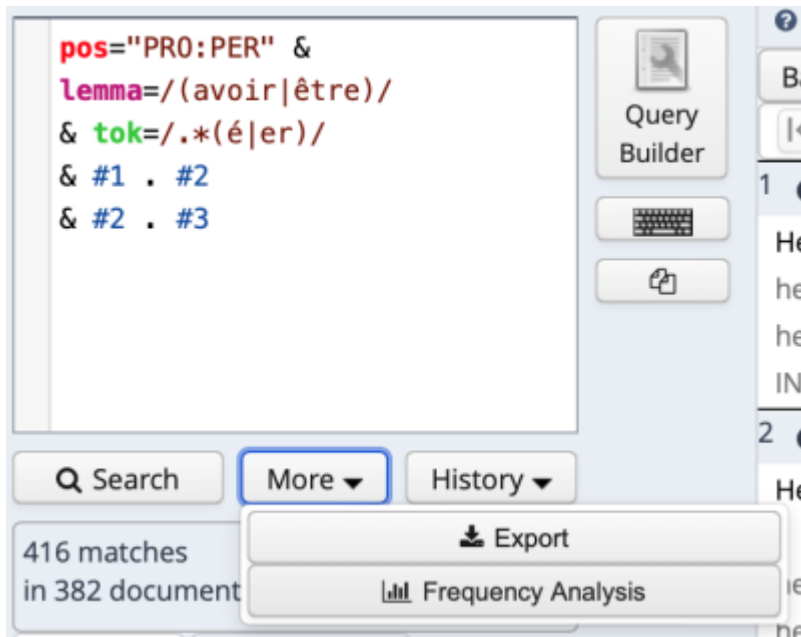 pos="PRO:PER" &
lemma=/(avoir|être)/
& tok=/.*(é|er)/
& #1 . #2
& #2 . #3
Query
Builder
Search
More
History
416 matches
in 382 document
Export
Frequency Analysis
1
He
he
he
IN
2
He